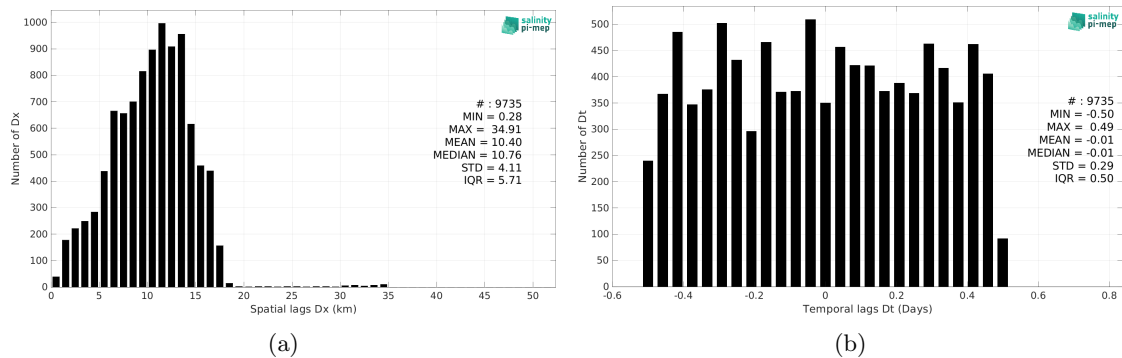 salinity
pi-mep
1000
900
800
700
600
500
400
300
200
100
0
Number of Dx
# : 9735
MIN = 0.28
MAX = 34.91
MEAN = 10.40
MEDIAN = 10.76
STD = 4.11
IQR = 5.71
0 5 10 15 20 25 30 35 40 45 50
Spatial lags Dx (km)
(a)
salinity
pi-mep
500
450
400
350
300
250
200
150
100
50
0
Number of Dt
# : 9735
MIN = -0.50
MAX = 0.49
MEAN = -0.01
MEDIAN = -0.01
STD = 0.29
IQR = 0.50
-0.6 -0.4 -0.2 0 0.2 0.4 0.6 0.8
Temporal lags Dt (Days)
(b)